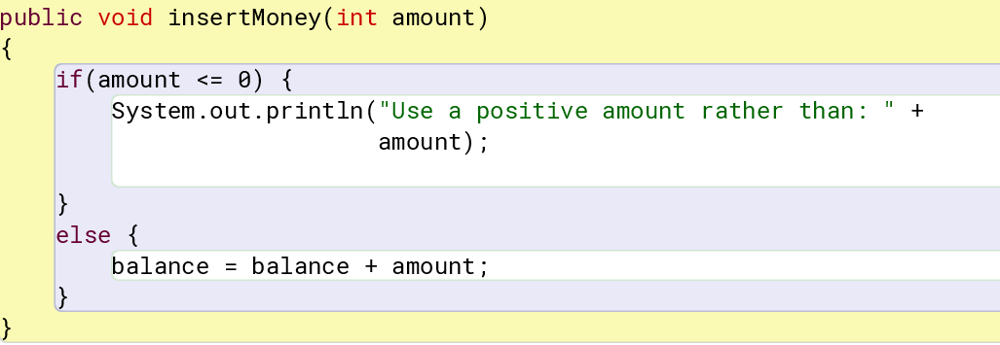 public void insertMoney(int amount)
{
    if(amount <= 0) {
        System.out.println("Use a positive amount rather than: " +
                           amount);
    }
    else {
        balance = balance + amount;
    }
}